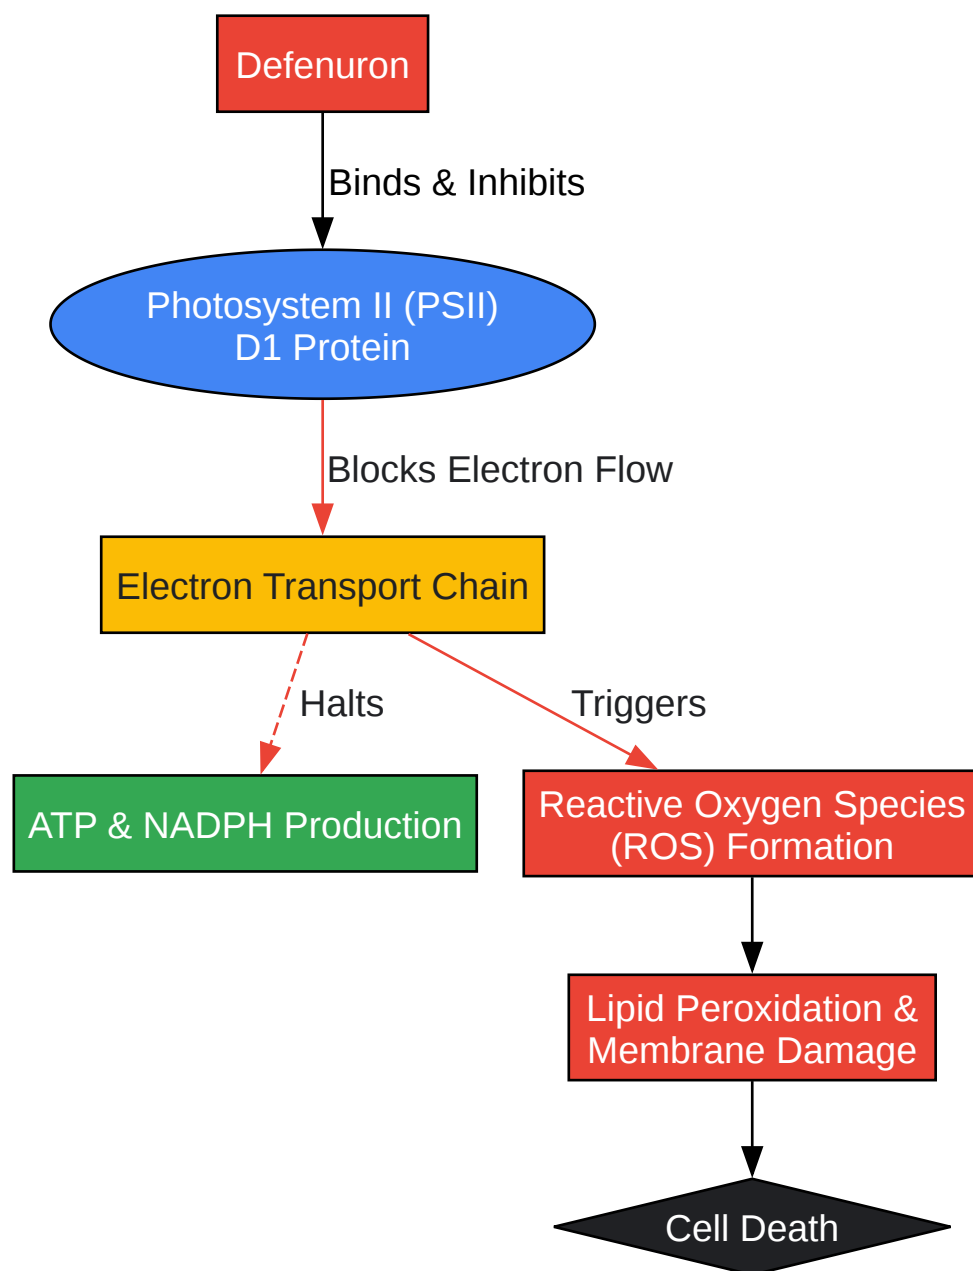 Defenuron
Binds & Inhibits
Photosystem II (PSII)
D1 Protein
Blocks Electron Flow
Electron Transport Chain
Halts
Triggers
ATP & NADPH Production
Reactive Oxygen Species
(ROS) Formation
Lipid Peroxidation &
Membrane Damage
Cell Death